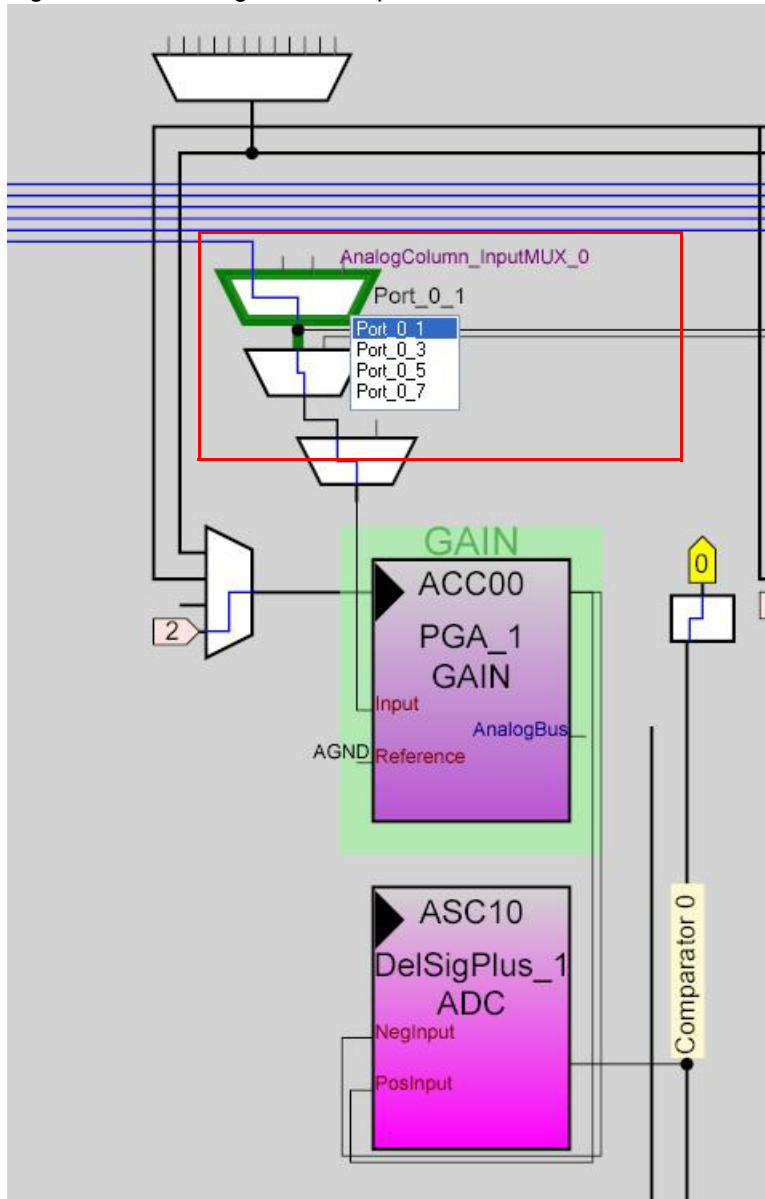 AnalogColumn_InputMUX_0
Port_0_1
Port_0_1
Port_0_3
Port_0_5
Port_0_7
GAIN
0
ACC00
2
PGA_1
GAIN
Input
AnalogBus
AGND
Reference
ASC10
DelSigPlus_1
ADC
Comparator 0
NegInput
PosInput